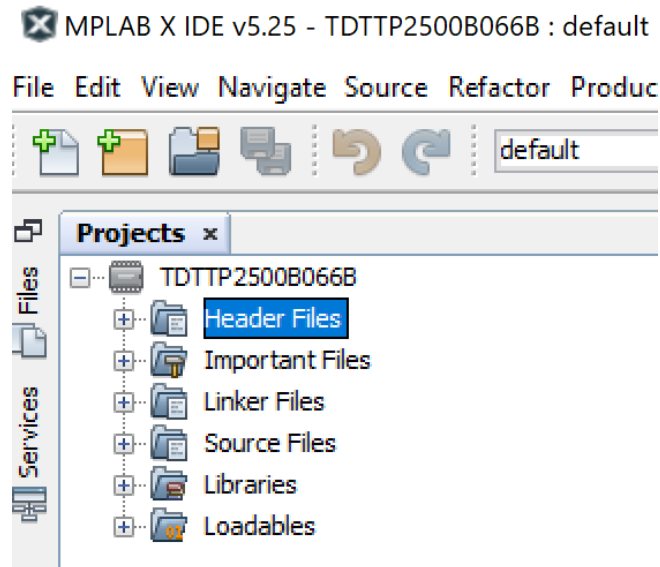 MPLAB X IDE v5.25 - TDTTP2500B066B : default
File Edit View Navigate Source Refactor Produc
default
Projects ×
Files
Services
TDTTP2500B066B
Header Files
Important Files
Linker Files
Source Files
Libraries
Loadables